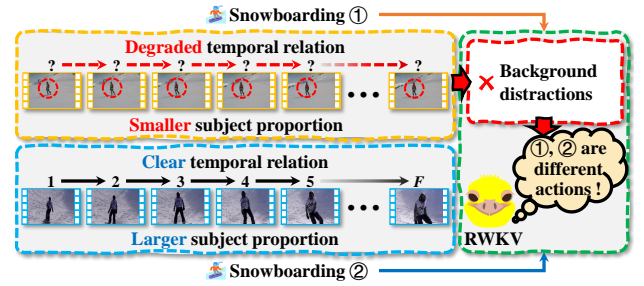 Snowboarding ①
Degraded temporal relation
? ? ? ? ? ?
Smaller subject proportion
Background
distractions
Clear temporal relation
1 2 3 4 5 F
Larger subject proportion
①, ② are
different
actions !
RWKV
Snowboarding ②